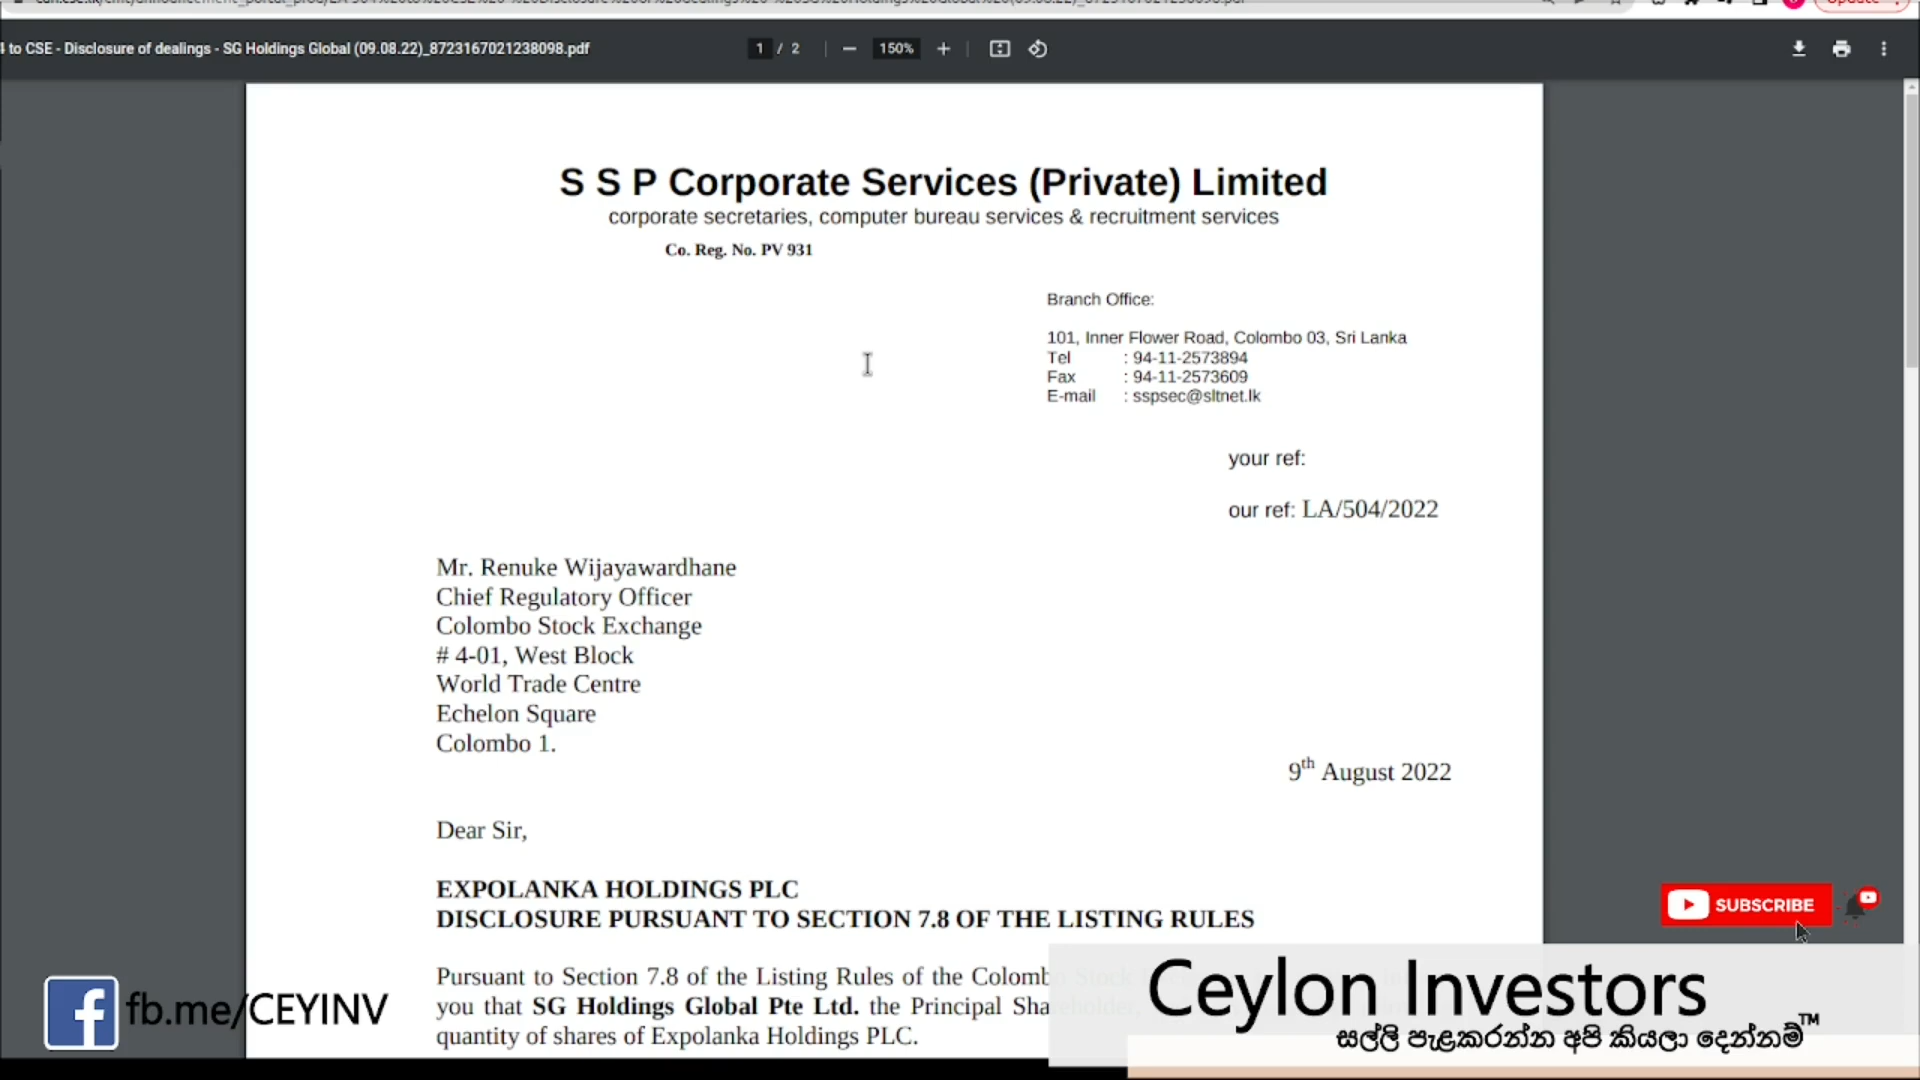 4 to CSE - Disclosure of dealings - SG Holdings Global (09.08.22)_8723167021238098.pdf
1 / 2
150%
S S P Corporate Services (Private) Limited
corporate secretaries, computer bureau services & recruitment services
Co. Reg. No. PV 931
Branch Office:
101, Inner Flower Road, Colombo 03, Sri Lanka
Tel : 94-11-2573894
Fax : 94-11-2573609
E-mail : sspsec@sltnet.lk
your ref:
our ref: LA/504/2022
Mr. Renuke Wijayawardhane
Chief Regulatory Officer
Colombo Stock Exchange
# 4-01, West Block
World Trade Centre
Echelon Square
Colombo 1.
9th August 2022
Dear Sir,
EXPOLANKA HOLDINGS PLC
DISCLOSURE PURSUANT TO SECTION 7.8 OF THE LISTING RULES
Pursuant to Section 7.8 of the Listing Rules of the Colombo Stock
you that SG Holdings Global Pte Ltd. the Principal Shareholder,
quantity of shares of Expolanka Holdings PLC.
SUBSCRIBE
fb.me/CEYINV
Ceylon Investors
සල්ලි පැළකරන්න අපි කියලා දෙන්නම් ™